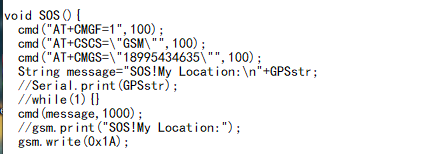 void SOS(){
  cmd("AT+CMGF=1",100);
  cmd("AT+CSCS=\"GSM\"",100);
  cmd("AT+CMGS=\"18995434635\"",100);
  String message="SOS!My Location:\n"+GPSstr;
  //Serial.print(GPSstr);
  //while(1){}
  cmd(message,1000);
  //gsm.print("SOS!My Location:");
  gsm.write(0x1A);